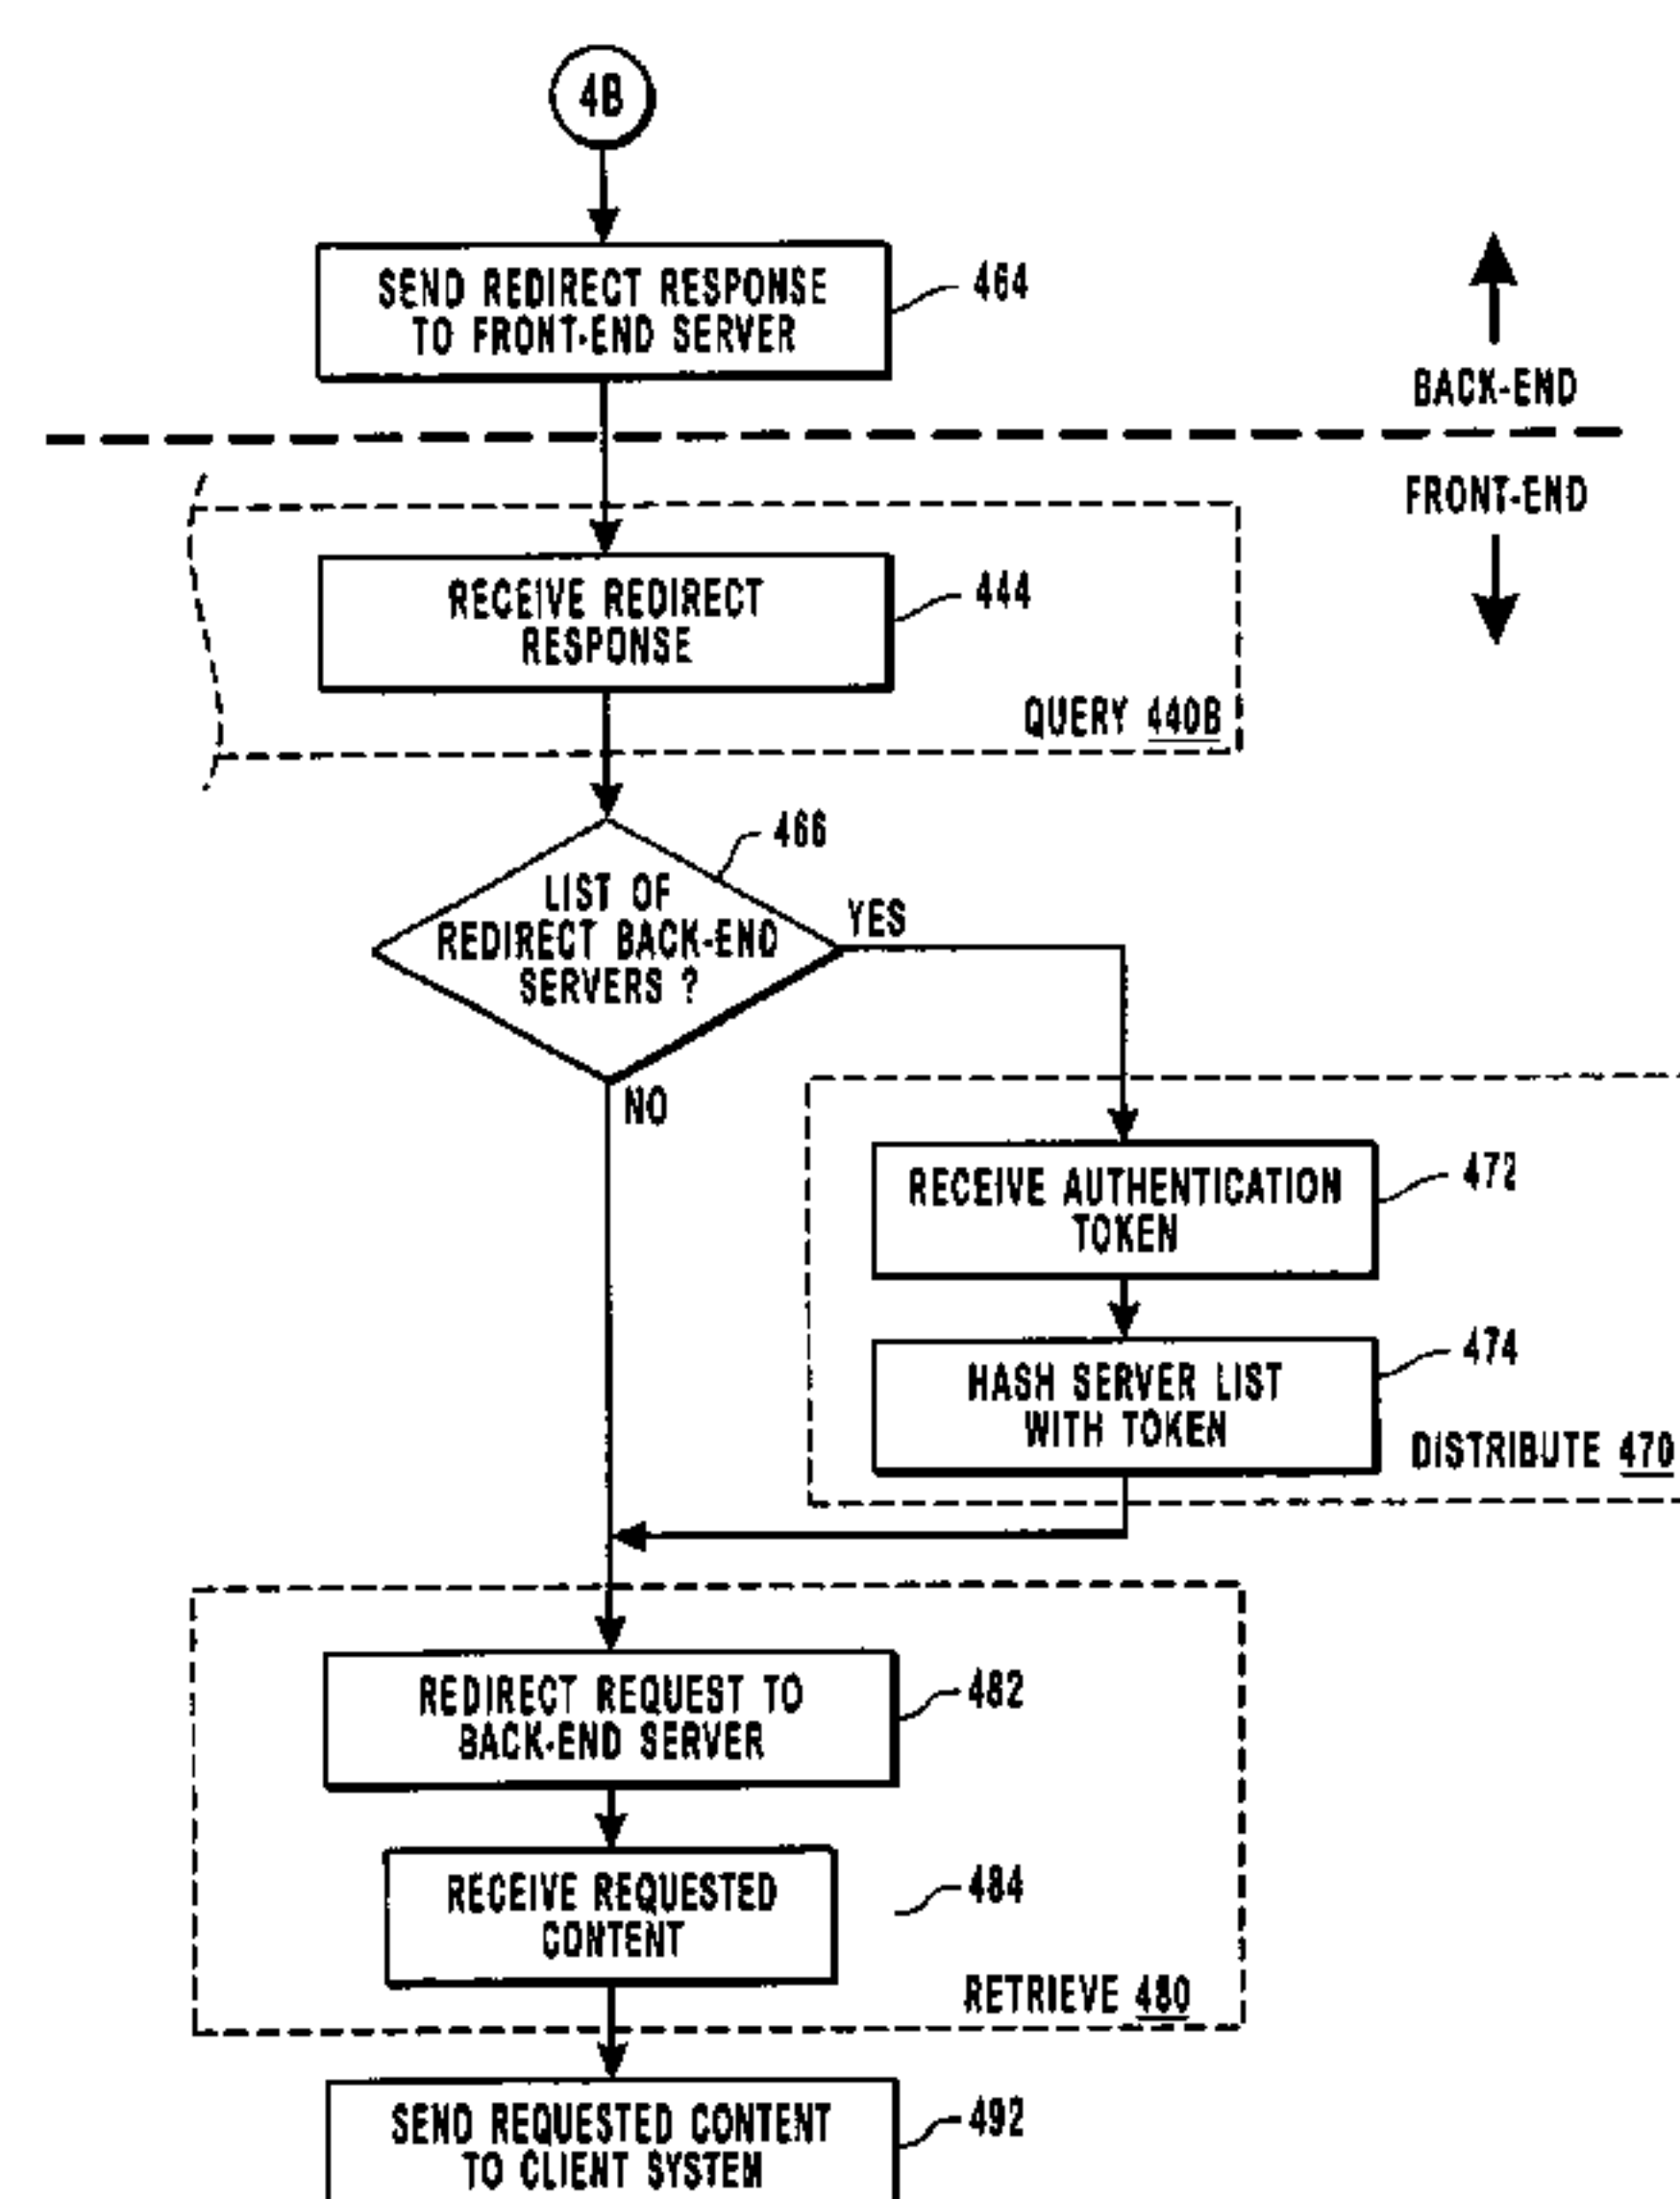 4B
SEND REDIRECT RESPONSE
TO FRONT-END SERVER
464
BACK-END
FRONT-END
RECEIVE REDIRECT
RESPONSE
444
QUERY 440B
466
LIST OF
REDIRECT BACK-END
SERVERS ?
YES
NO
RECEIVE AUTHENTICATION
TOKEN
472
HASH SERVER LIST
WITH TOKEN
474
DISTRIBUTE 470
REDIRECT REQUEST TO
BACK-END SERVER
482
RECEIVE REQUESTED
CONTENT
484
RETRIEVE 480
SEND REQUESTED CONTENT
TO CLIENT SYSTEM
492